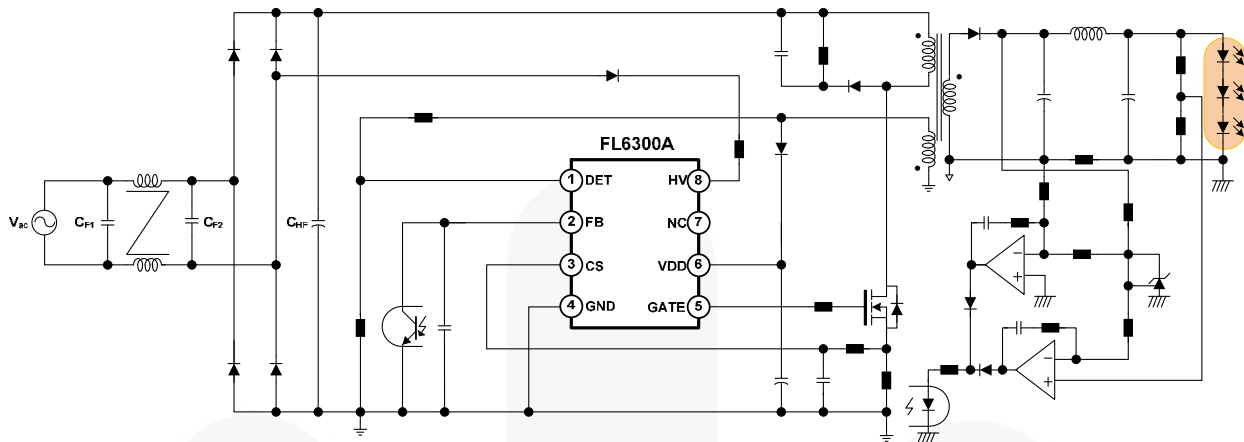 FL6300A
1 DET
HV 8
2 FB
NC 7
3 CS
VDD 6
4 GND
GATE 5
Vac
CF1
CF2
CHF
−
+
−
+